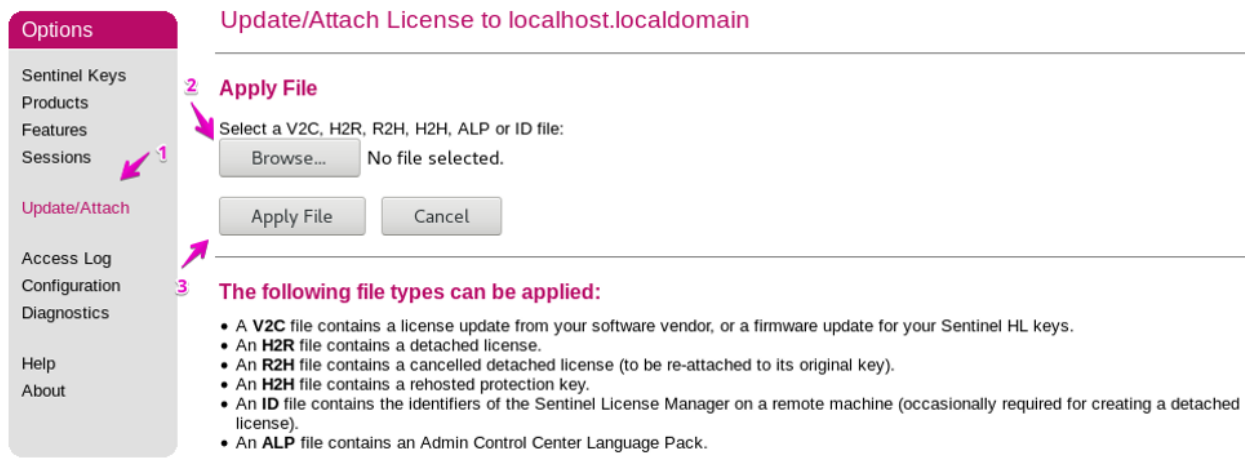 Options
Sentinel Keys
Products
Features
Sessions
1
Update/Attach
Access Log
Configuration
Diagnostics
Help
About
Update/Attach License to localhost.localdomain
2
Apply File
Select a V2C, H2R, R2H, H2H, ALP or ID file:
Browse... No file selected.
Apply File Cancel
3
The following file types can be applied:
• A V2C file contains a license update from your software vendor, or a firmware update for your Sentinel HL keys.
• An H2R file contains a detached license.
• An R2H file contains a cancelled detached license (to be re-attached to its original key).
• An H2H file contains a rehosted protection key.
• An ID file contains the identifiers of the Sentinel License Manager on a remote machine (occasionally required for creating a detached
license).
• An ALP file contains an Admin Control Center Language Pack.